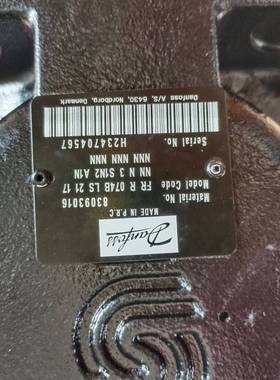 Danfoss
MADE IN P.R.C
Material No. 83093016
Model Code FR R 074B LS 21 17
NN N 3 S1N2 A1N
NNN NNN NNN
Serial No. H234704567
Danfoss A/S, 6430, Nordborg, Denmark